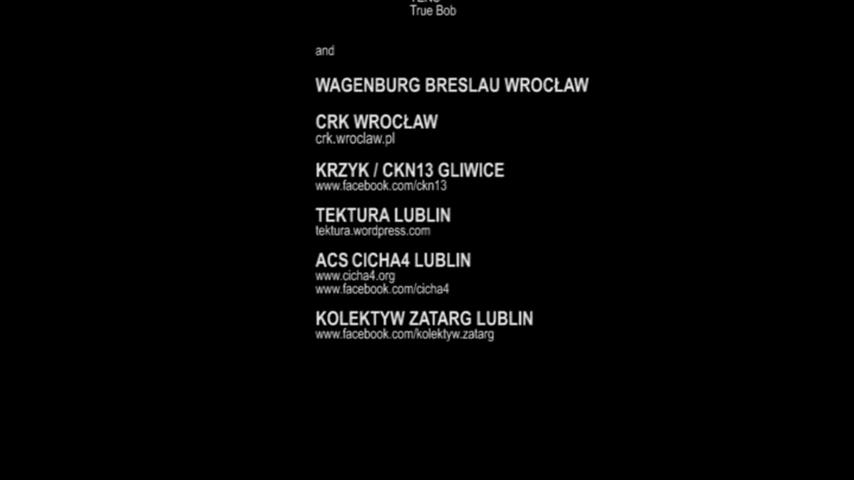 True Bob
and
WAGENBURG BRESLAU WROCŁAW
CRK WROCŁAW
crk.wroclaw.pl
KRZYK / CKN13 GLIWICE
www.facebook.com/ckn13
TEKTURA LUBLIN
tektura.wordpress.com
ACS CICHA4 LUBLIN
www.cicha4.org
www.facebook.com/cicha4
KOLEKTYW ZATARG LUBLIN
www.facebook.com/kolektyw.zatarg